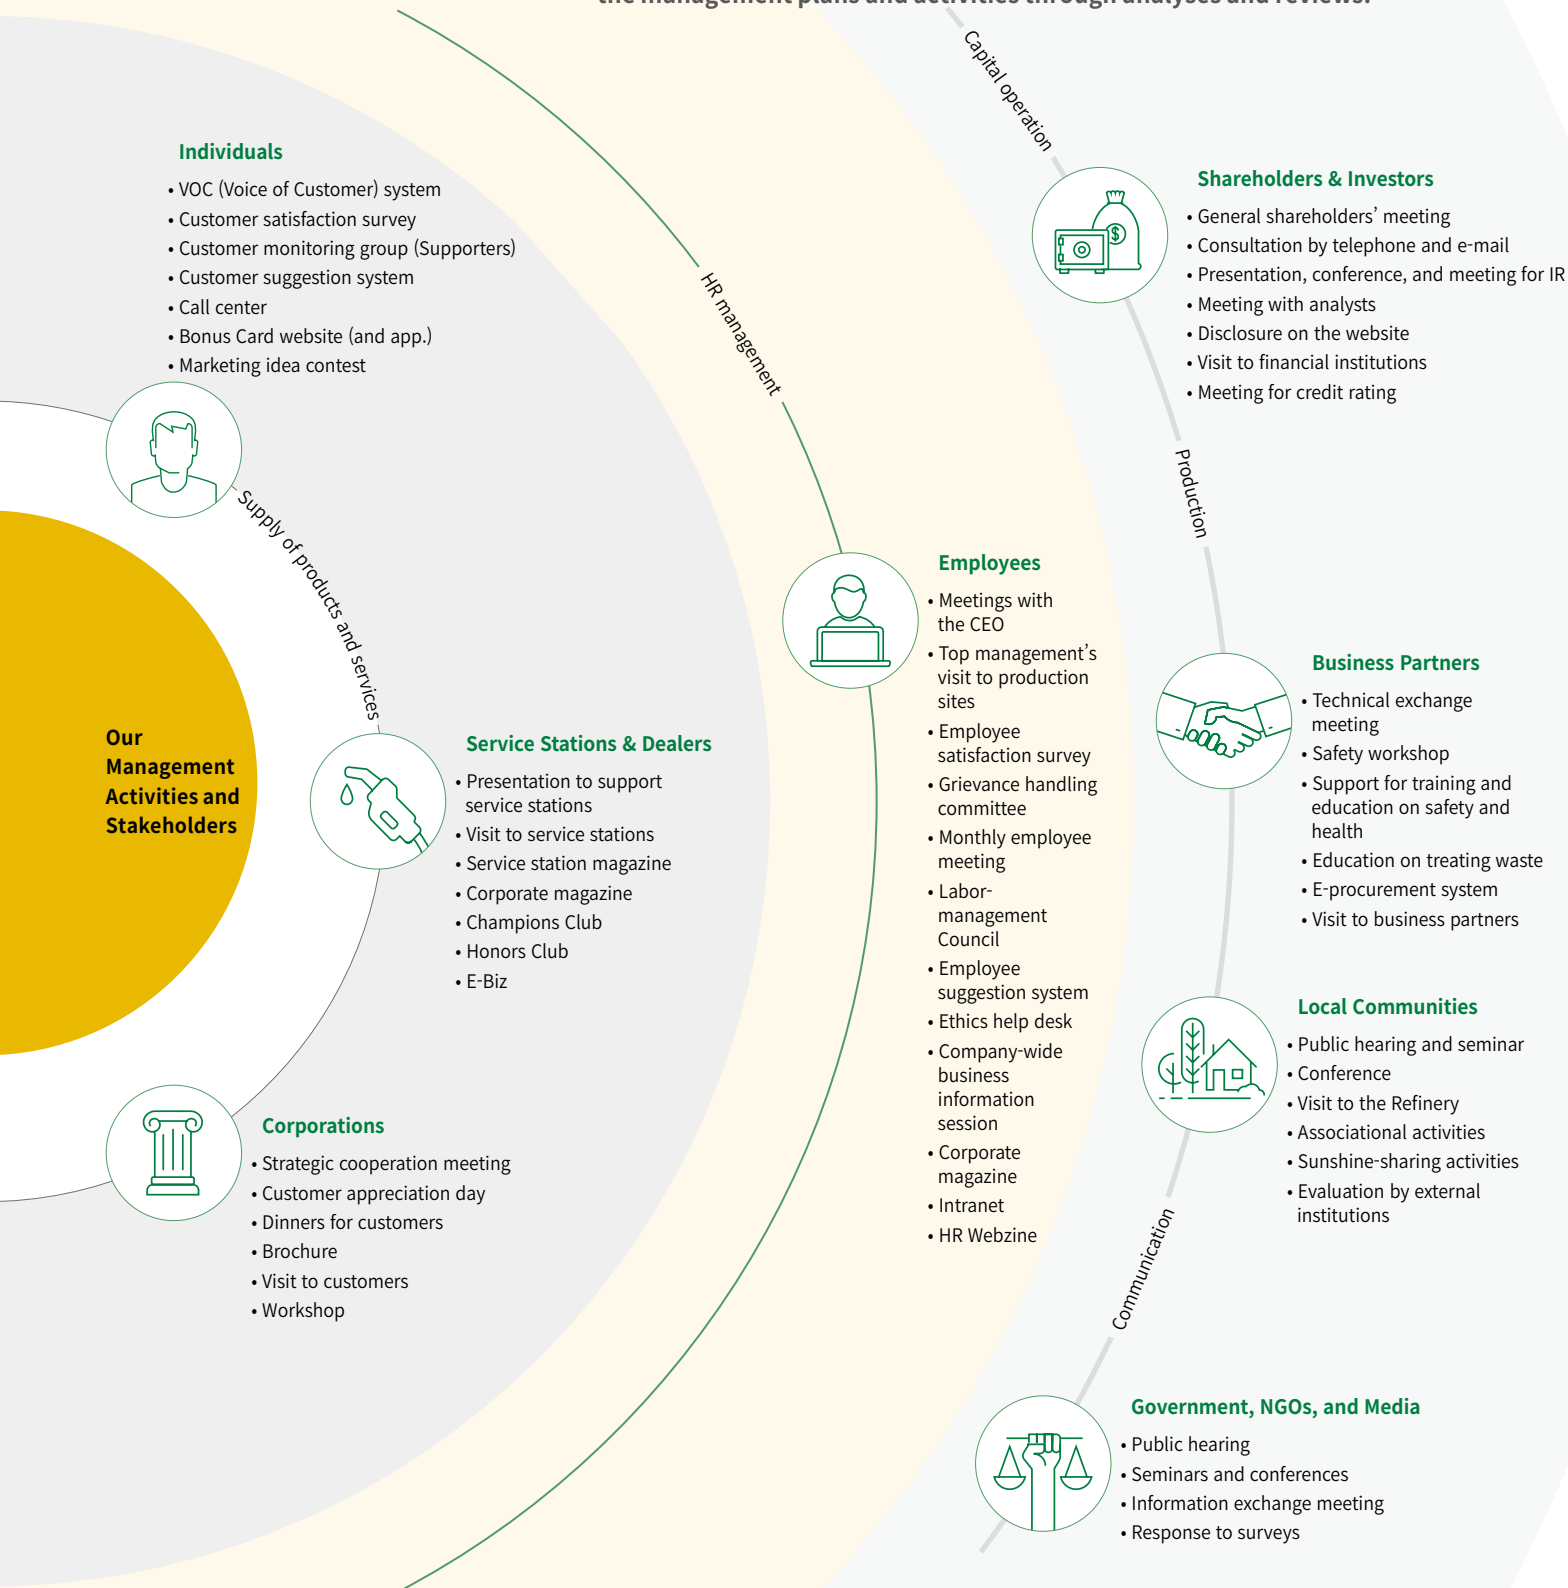 the management plans and activities through analyses and reviews.
Capital operation
Individuals
• VOC (Voice of Customer) system
• Customer satisfaction survey
• Customer monitoring group (Supporters)
• Customer suggestion system
• Call center
• Bonus Card website (and app.)
• Marketing idea contest
Supply of products and services
HR management
Shareholders & Investors
• General shareholders’ meeting
• Consultation by telephone and e-mail
• Presentation, conference, and meeting for IR
• Meeting with analysts
• Disclosure on the website
• Visit to financial institutions
• Meeting for credit rating
Production
Our
Management
Activities and
Stakeholders
Service Stations & Dealers
• Presentation to support
service stations
• Visit to service stations
• Service station magazine
• Corporate magazine
• Champions Club
• Honors Club
• E-Biz
Employees
• Meetings with
the CEO
• Top management’s
visit to production
sites
• Employee
satisfaction survey
• Grievance handling
committee
• Monthly employee
meeting
• Labor-
management
Council
• Employee
suggestion system
• Ethics help desk
• Company-wide
business
information
session
• Corporate
magazine
• Intranet
• HR Webzine
Business Partners
• Technical exchange
meeting
• Safety workshop
• Support for training and
education on safety and
health
• Education on treating waste
• E-procurement system
• Visit to business partners
Local Communities
• Public hearing and seminar
• Conference
• Visit to the Refinery
• Associational activities
• Sunshine-sharing activities
• Evaluation by external
institutions
Corporations
• Strategic cooperation meeting
• Customer appreciation day
• Dinners for customers
• Brochure
• Visit to customers
• Workshop
Communication
Government, NGOs, and Media
• Public hearing
• Seminars and conferences
• Information exchange meeting
• Response to surveys